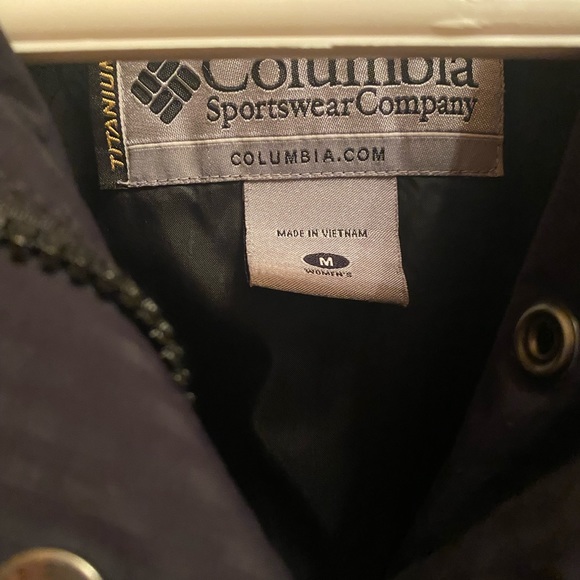 TITANIUM
Columbia
Sportswear Company
COLUMBIA.COM
MADE IN VIETNAM
M
WOMEN'S